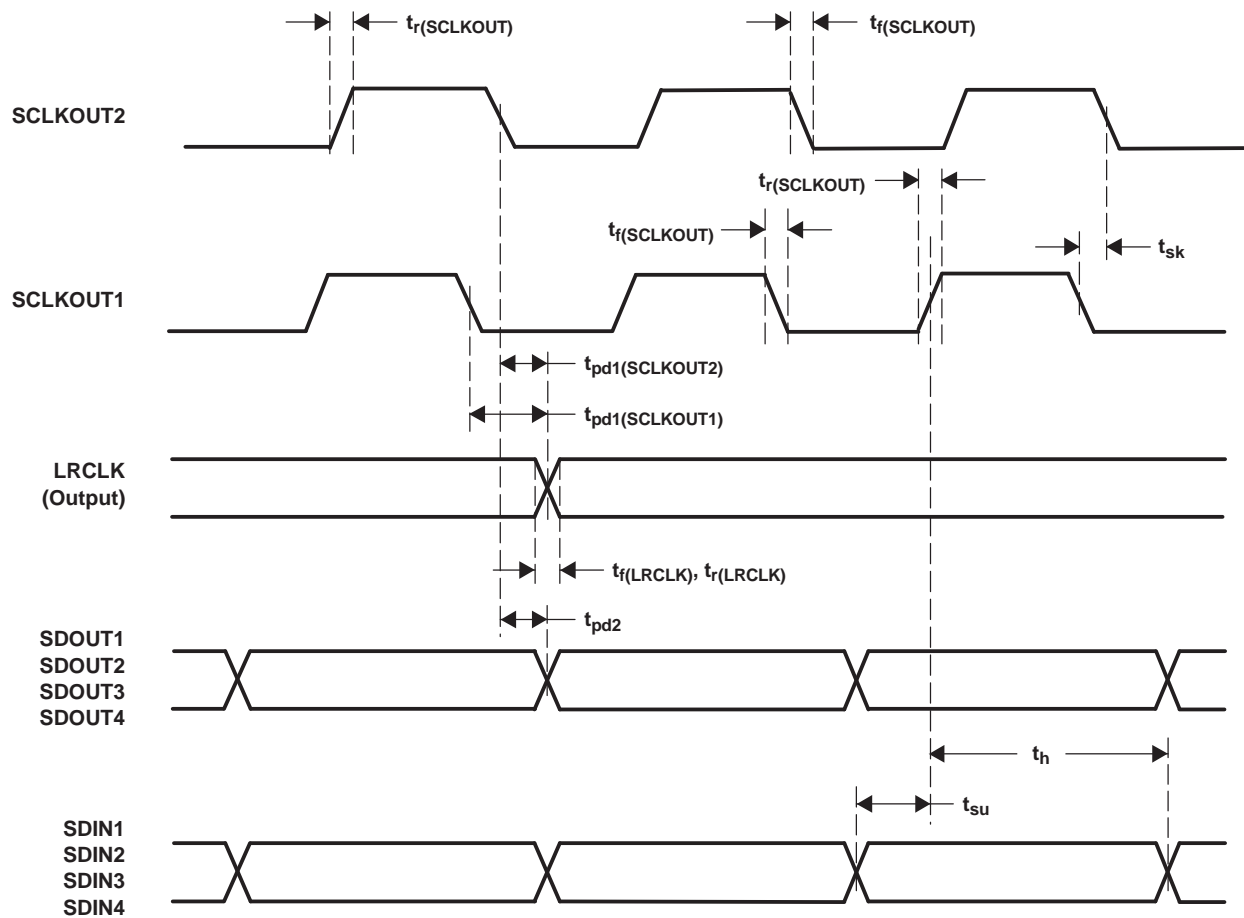 tr(SCLKOUT)
tf(SCLKOUT)
SCLKOUT2
tr(SCLKOUT)
tf(SCLKOUT)
tsk
SCLKOUT1
tpd1(SCLKOUT2)
tpd1(SCLKOUT1)
LRCLK
(Output)
tf(LRCLK), tr(LRCLK)
tpd2
SDOUT1
SDOUT2
SDOUT3
SDOUT4
th
tsu
SDIN1
SDIN2
SDIN3
SDIN4